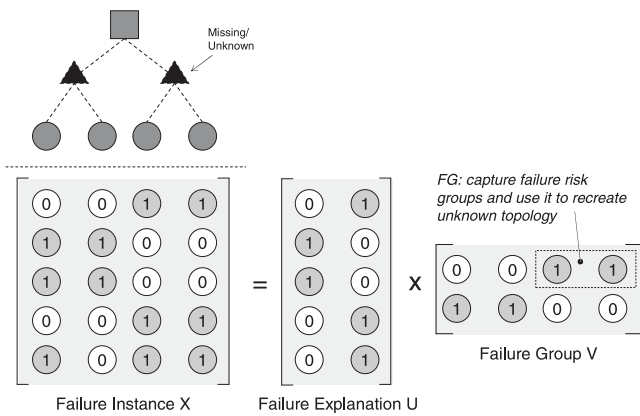 Missing/
Unknown
FG: capture failure risk
groups and use it to recreate
unknown topology
0 0 1 1
1 1 0 0
1 1 0 0
0 0 1 1
1 0 1 1
=
0 1
1 0
1 0
0 1
0 1
x
0 0 1 1
1 1 0 0
Failure Group V
Failure Instance X
Failure Explanation U